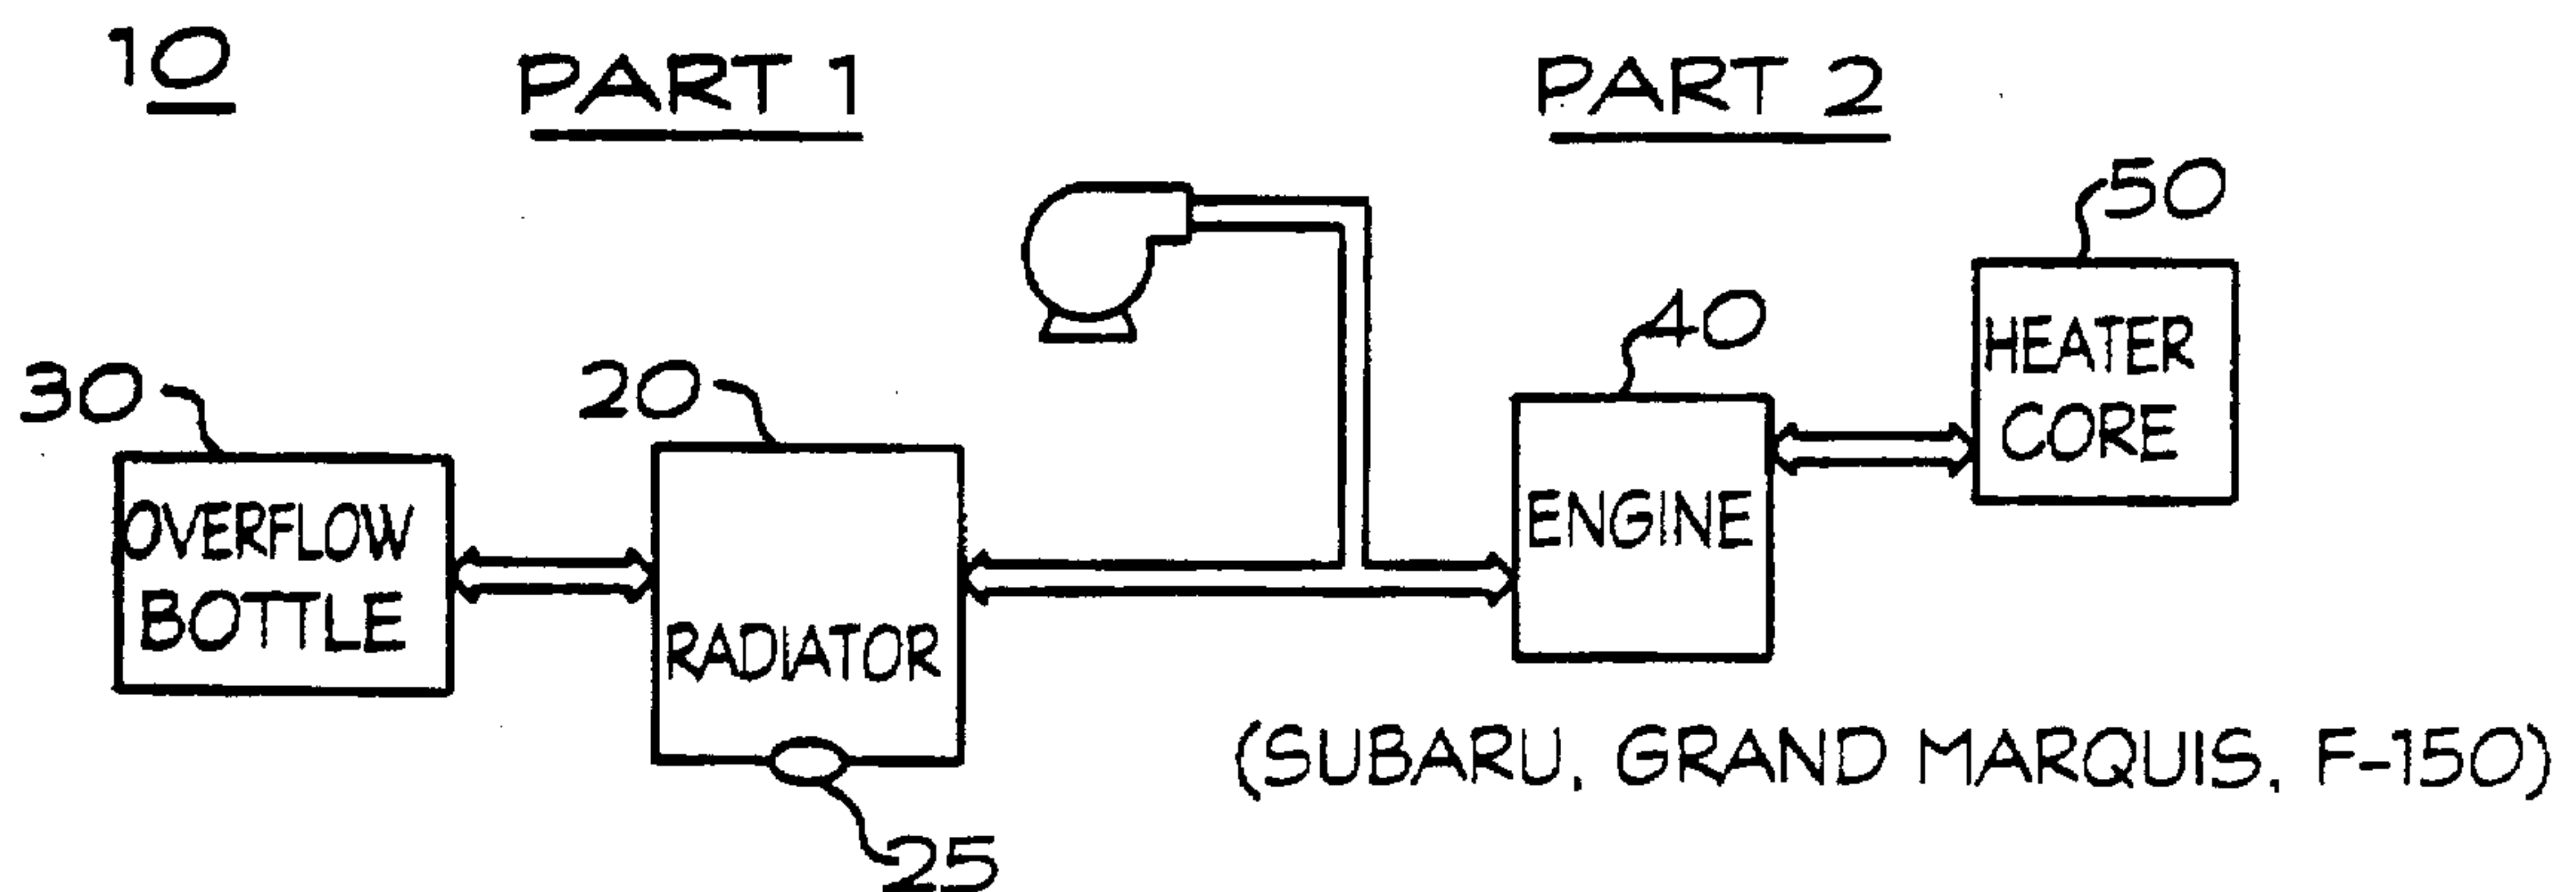 10
PART 1
PART 2
50
HEATER
CORE
40
ENGINE
30
OVERFLOW
BOTTLE
20
RADIATOR
25
(SUBARU, GRAND MARQUIS, F-150)